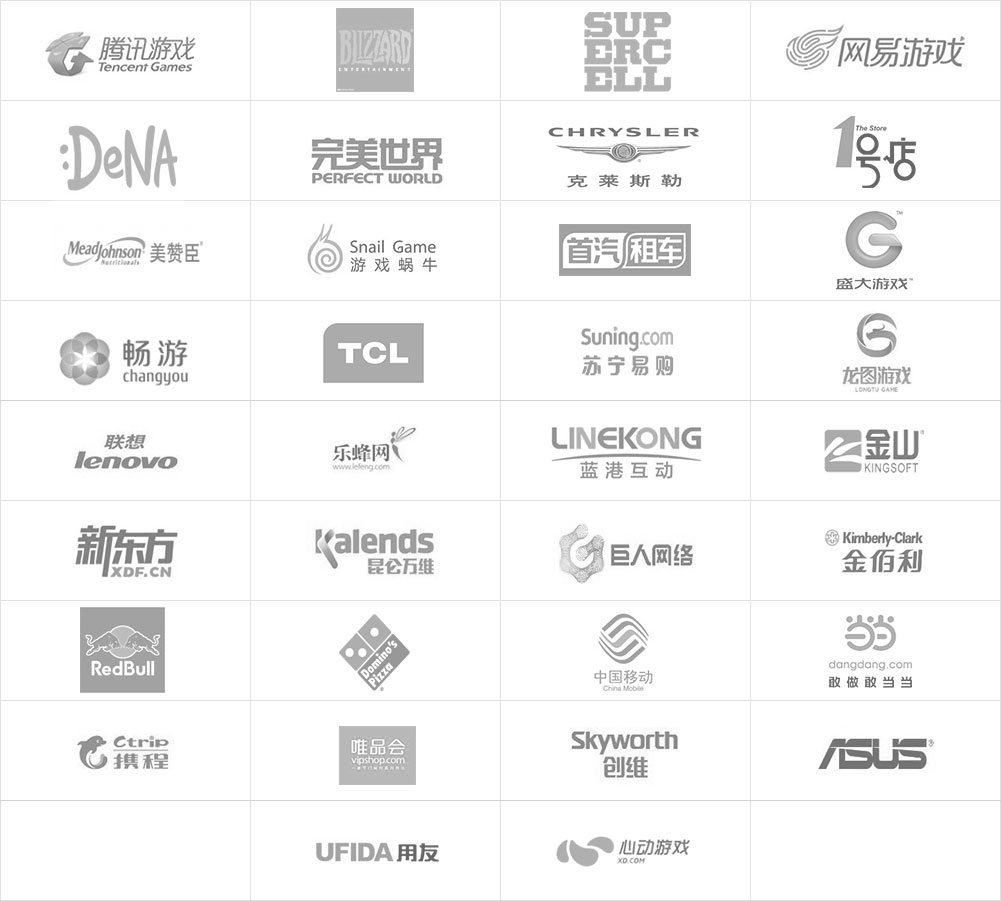 腾讯游戏
Tencent Games
BLIZZARD
ENTERTAINMENT
SUP
ERC
ELL
网易游戏
:DeNA
完美世界
PERFECT WORLD
CHRYSLER
克莱斯勒
The Store
1号店
MeadJohnson
Nutritionals
美赞臣®
Snail Game
游戏蜗牛
首汽租车
G™
盛大游戏™
畅游
changyou
TCL
Suning.com
苏宁易购
龙图游戏
LONGTU GAME
联想
lenovo
乐蜂网
www.lefeng.com
LINEKONG
蓝港互动
金山®
KINGSOFT
新东方
XDF.CN
Kalends
昆仑万维
巨人网络
Kimberly-Clark
金佰利
RedBull
Domino's
Pizza
®
中国移动
China Mobile
当当
dangdang.com
敢做敢当当
Ctrip
携程
唯品会
vipshop.com
Skyworth
创维
ASUS®
UFIDA 用友
心动游戏
XD.COM